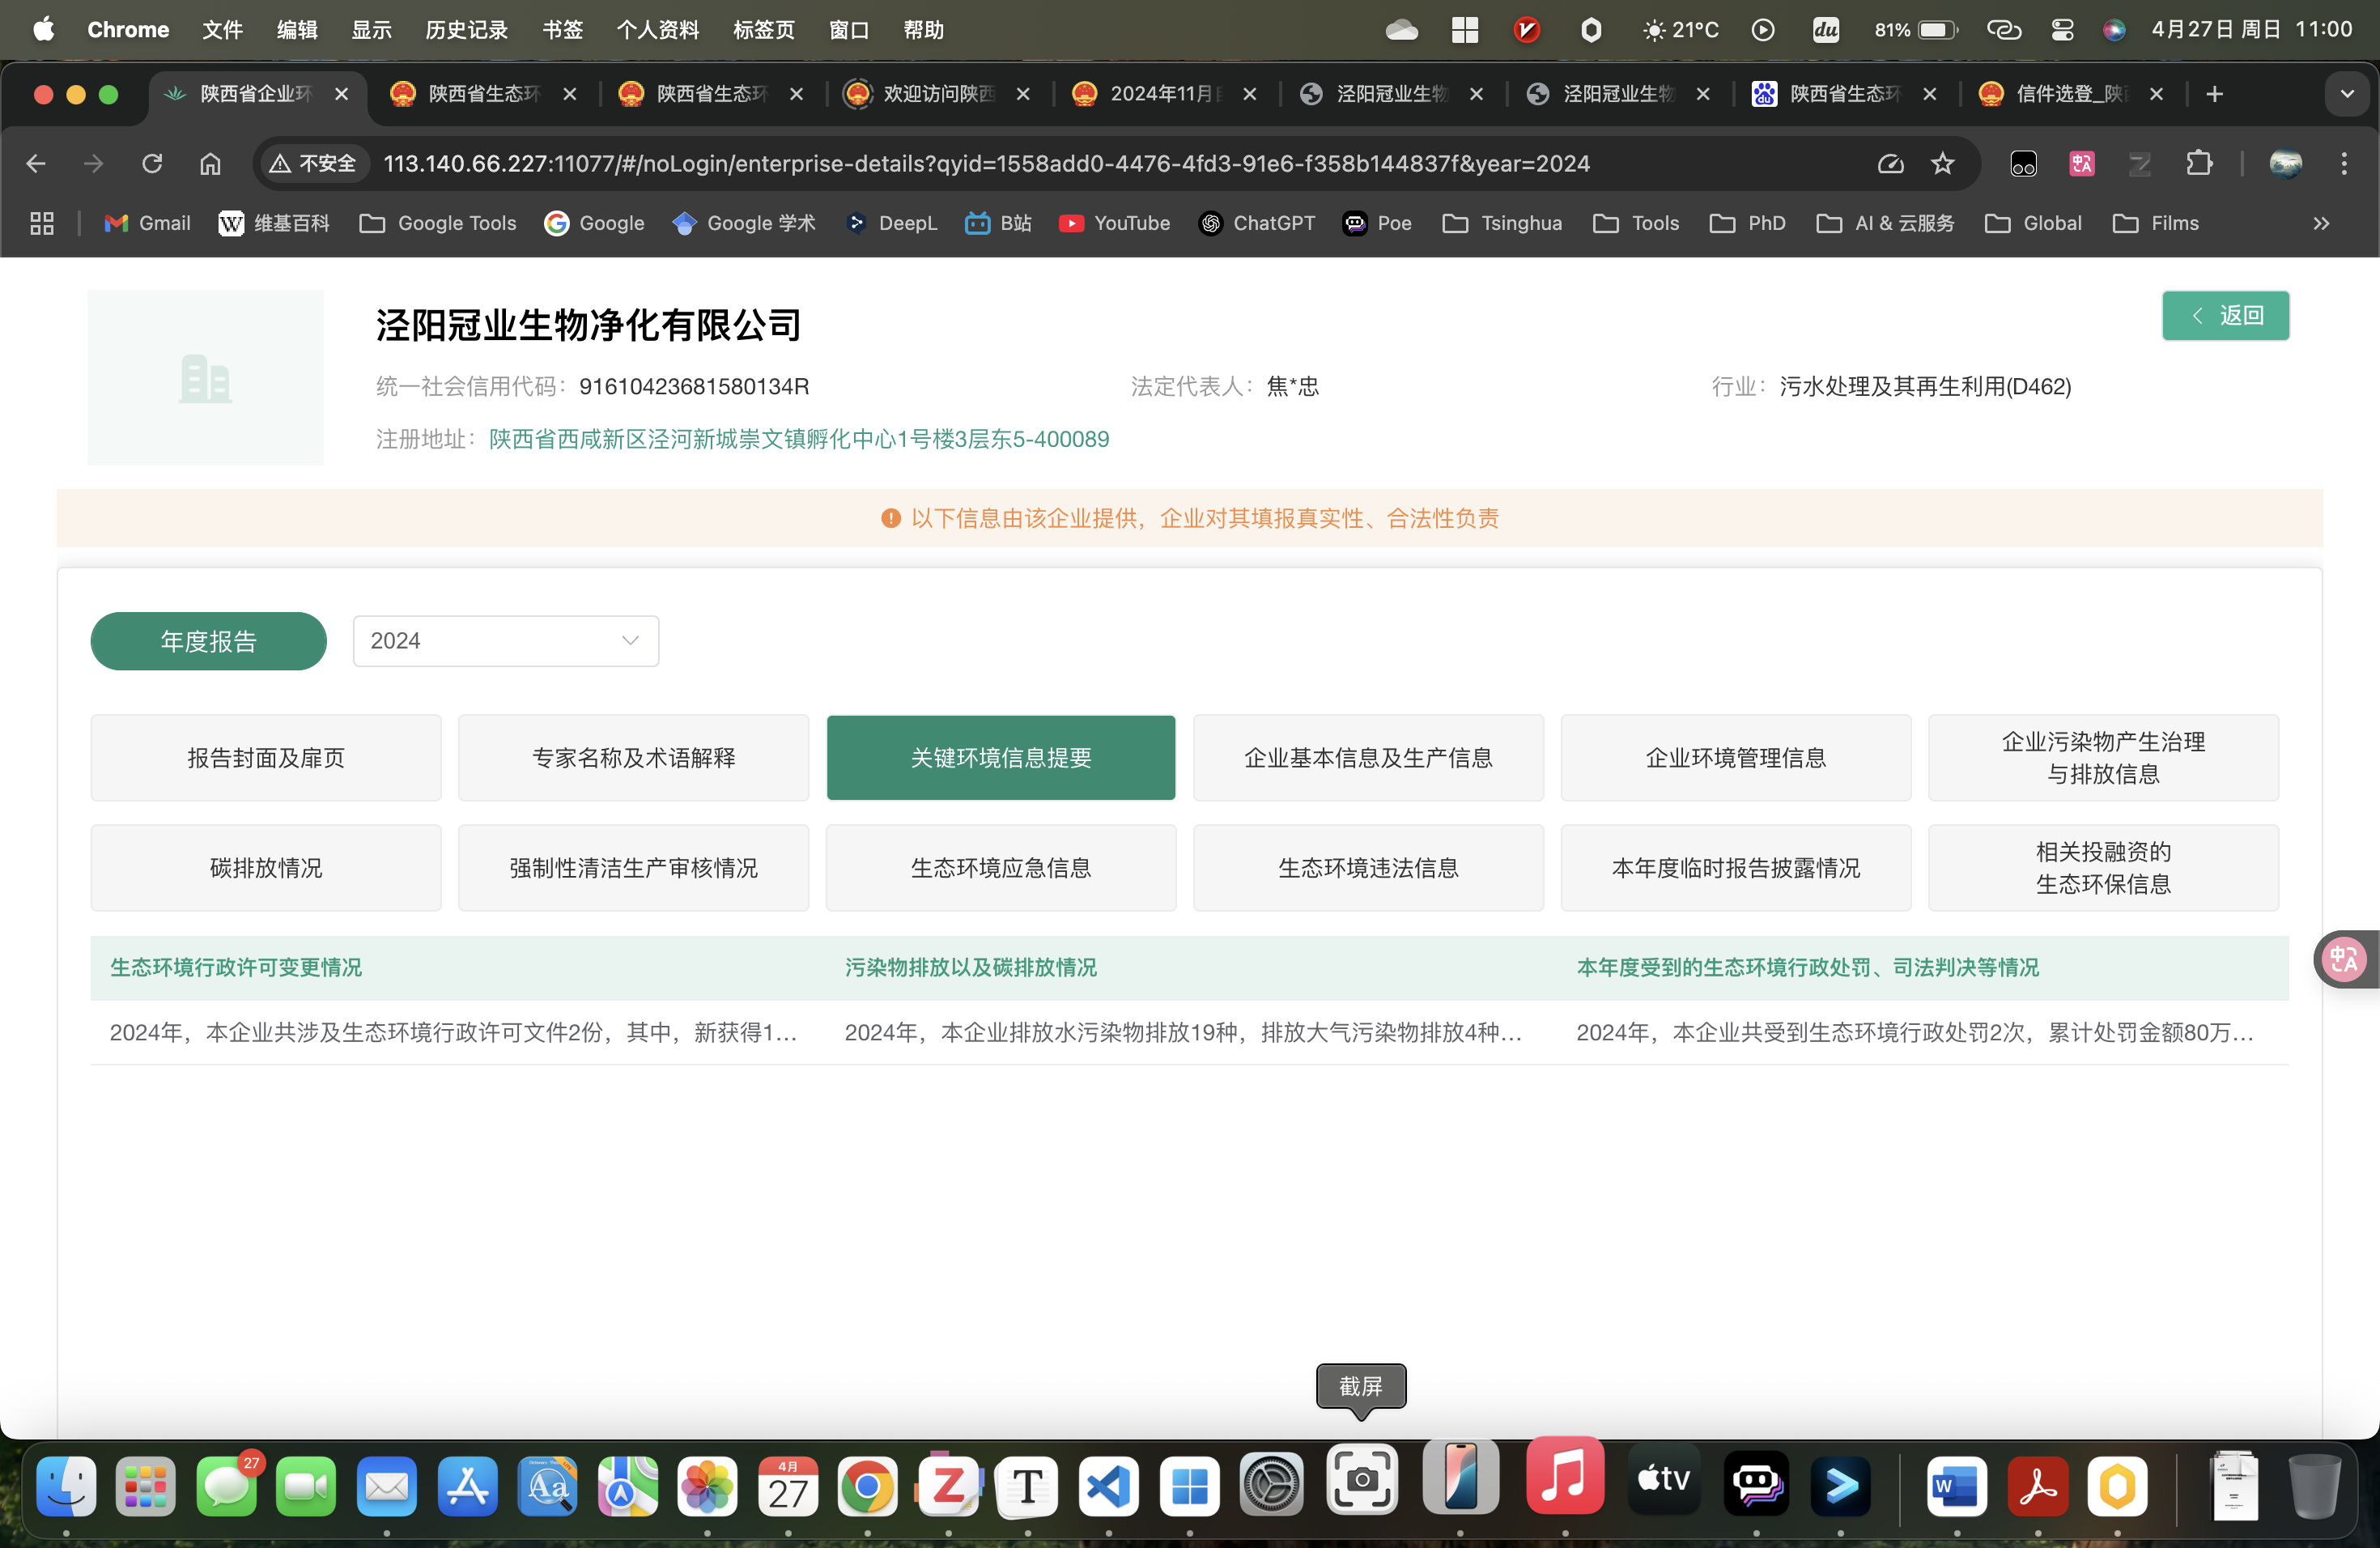 Chrome 文件 编辑 显示 历史记录 书签 个人资料 标签页 窗口 帮助 21°C du 81% 4月27日 周日 11:00
陕西省企业环 陕西省生态环 陕西省生态环 欢迎访问陕西 2024年11月 泾阳冠业生物 泾阳冠业生物 du 陕西省生态环 信件选登_陕
不安全 113.140.66.227:11077/#/noLogin/enterprise-details?qyid=1558add0-4476-4fd3-91e6-f358b144837f&year=2024
Gmail W 维基百科 Google Tools Google Google 学术 DeepL B站 YouTube ChatGPT Poe Tsinghua Tools PhD AI & 云服务 Global Films
泾阳冠业生物净化有限公司
返回
统一社会信用代码： 91610423681580134R 法定代表人： 焦*忠 行业： 污水处理及其再生利用(D462)
注册地址： 陕西省西咸新区泾河新城崇文镇孵化中心1号楼3层东5-400089
以下信息由该企业提供，企业对其填报真实性、合法性负责
年度报告 2024
报告封面及扉页 专家名称及术语解释 关键环境信息提要 企业基本信息及生产信息 企业环境管理信息 企业污染物产生治理
与排放信息
碳排放情况 强制性清洁生产审核情况 生态环境应急信息 生态环境违法信息 本年度临时报告披露情况 相关投融资的
生态环保信息
生态环境行政许可变更情况 污染物排放以及碳排放情况 本年度受到的生态环境行政处罚、司法判决等情况
2024年，本企业共涉及生态环境行政许可文件2份，其中，新获得1... 2024年，本企业排放水污染物排放19种，排放大气污染物排放4种... 2024年，本企业共受到生态环境行政处罚2次，累计处罚金额80万...
截屏
27 Aa 4月 27 Z T tv W